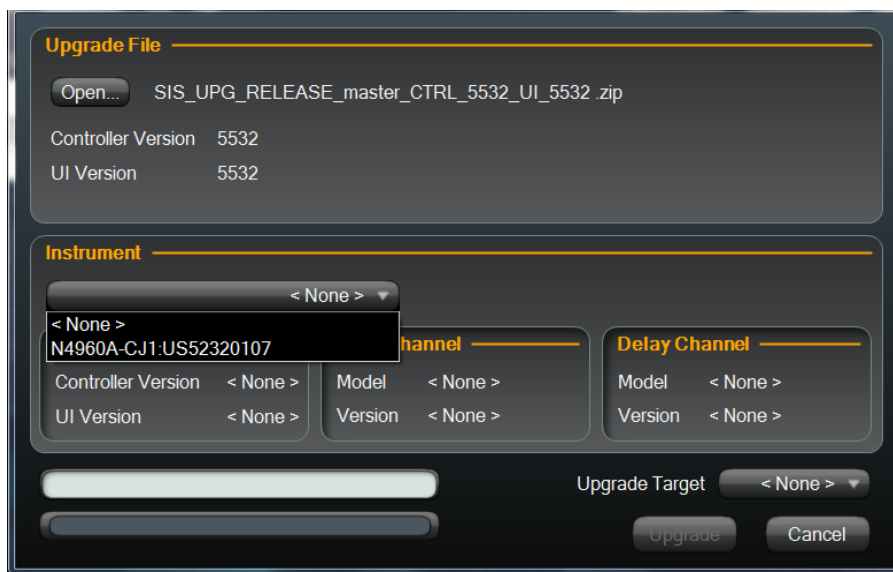 Upgrade File
Open... SIS_UPG_RELEASE_master_CTRL_5532_UI_5532 .zip
Controller Version 5532
UI Version 5532
Instrument
< None >
< None >
N4960A-CJ1:US52320107
hannel Delay Channel
Controller Version < None > Model < None > Model < None >
UI Version < None > Version < None > Version < None >
Upgrade Target < None >
Upgrade Cancel